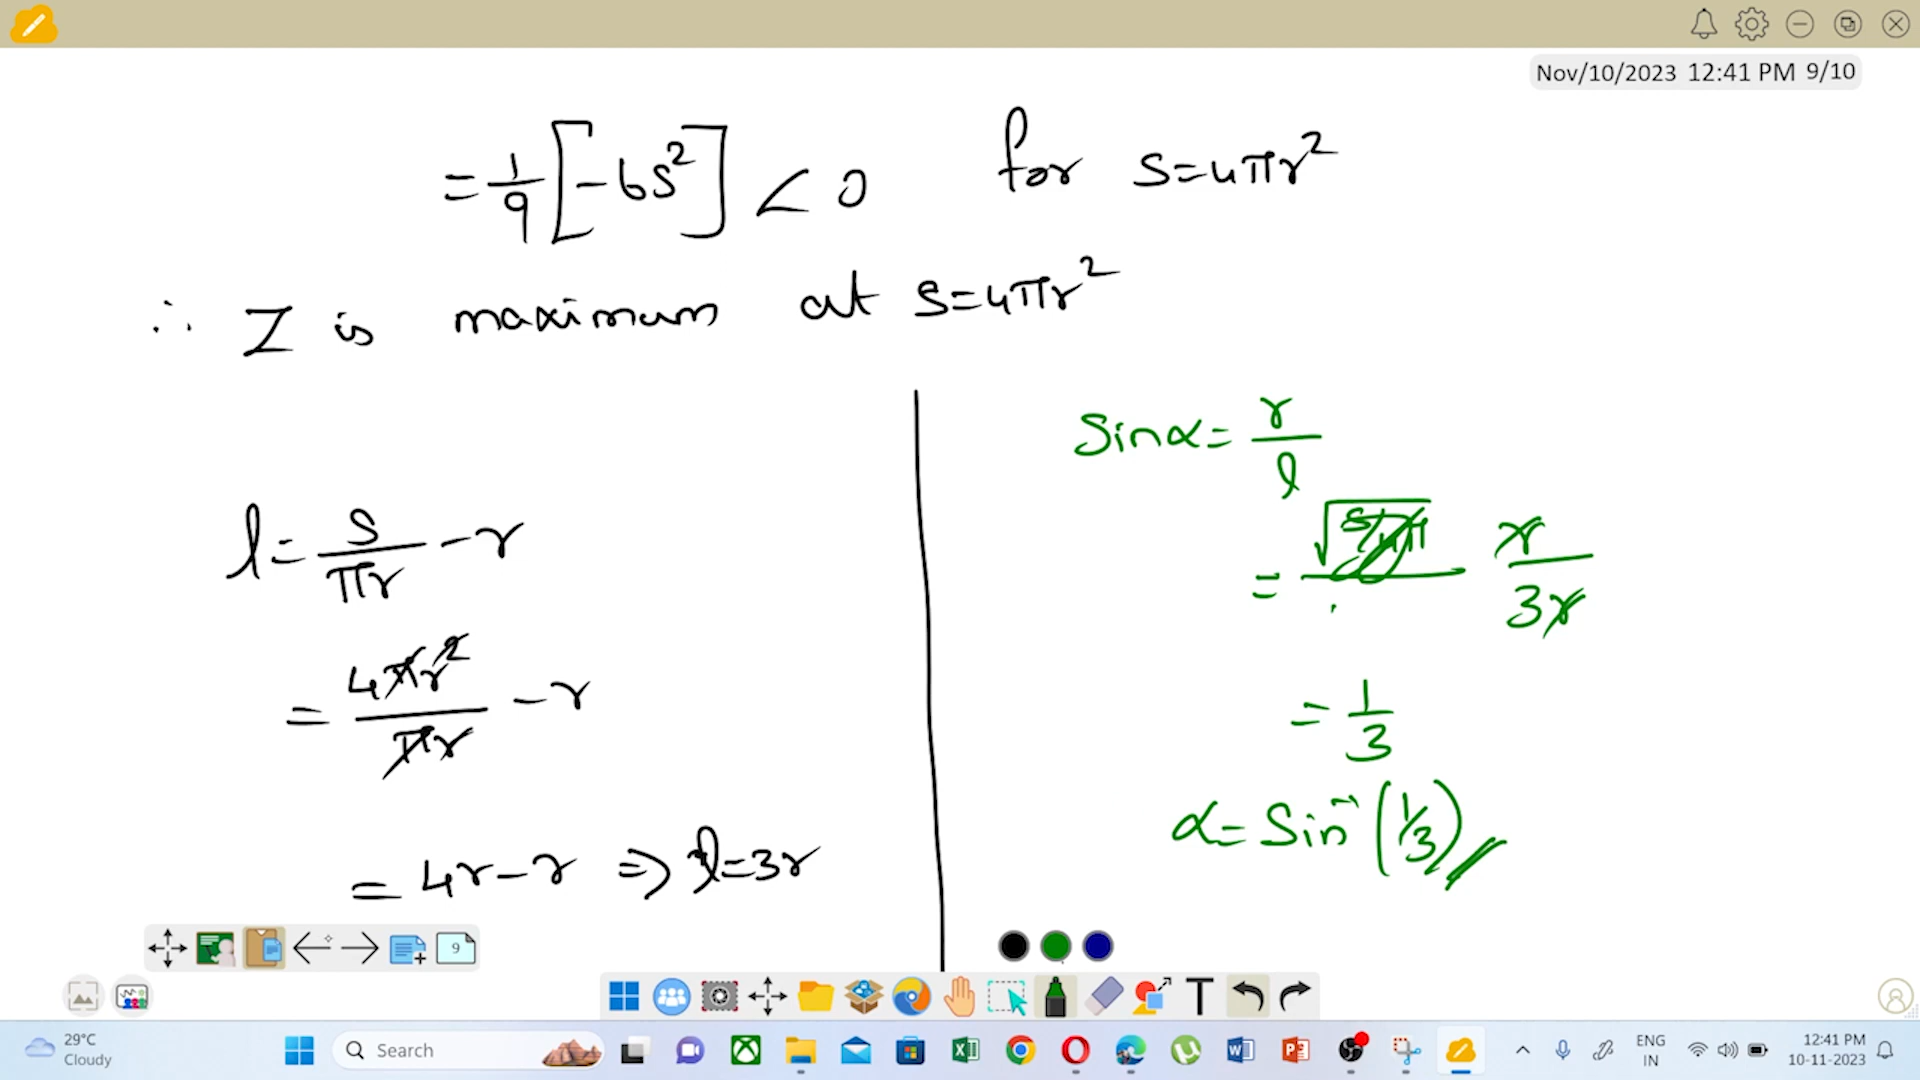 Nov/10/2023 12:41 PM 9/10
= 1/9 [-6s²] < 0 for s=4πr²
∴ Z is maximum at s=4πr²
l = s/πr - r
= 4πr²/πr - r
= 4r-r ⇒ l=3r
Sinα = r/l
= r/3r
= 1/3
α = Sin⁻¹(1/3)
9
29°C
Cloudy
Search
ENG
IN
12:41 PM
10-11-2023